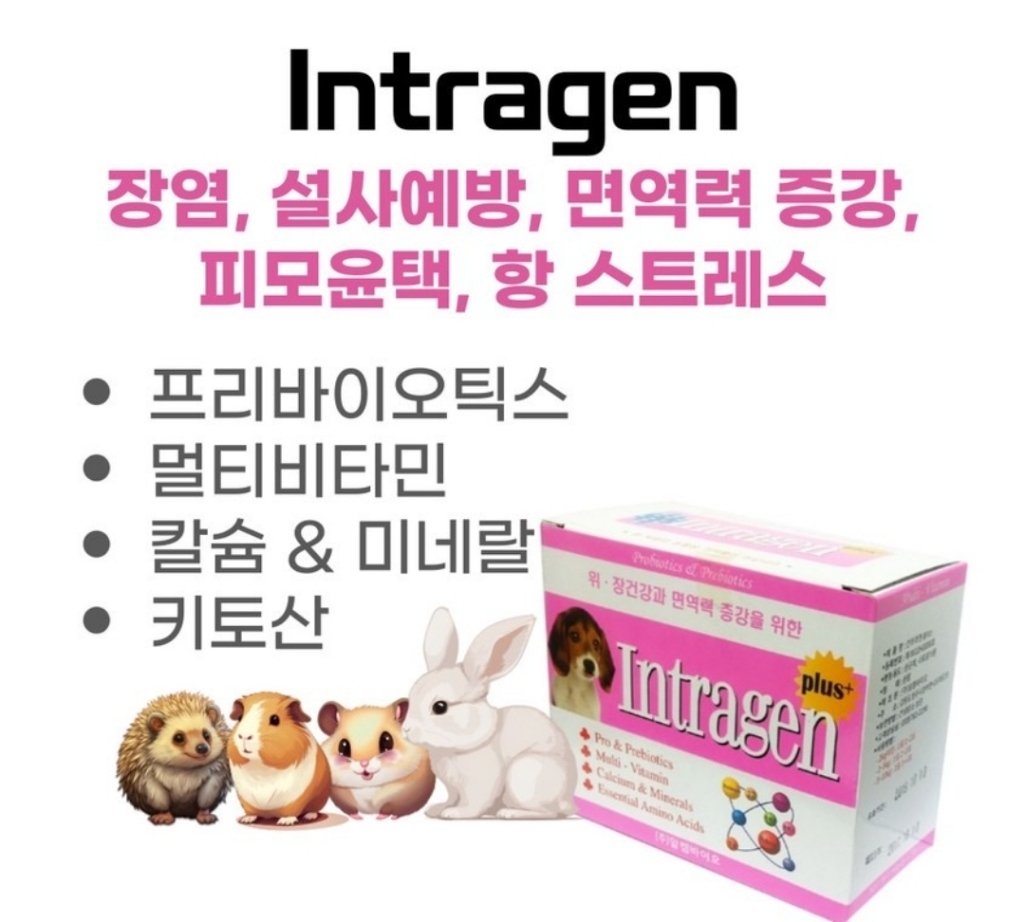 Intragen
장염, 설사예방, 면역력 증강,
피모윤택, 항 스트레스
• 프리바이오틱스
• 멀티비타민
• 칼슘 & 미네랄
• 키토산
Probiotics & Prebiotics
위·장건강과 면역력 증강을 위한
Intragen
plus+
Pro & Prebiotics
Multi - Vitamin
Calcium & Minerals
Essential Amino Acids
Multi - Vitamin